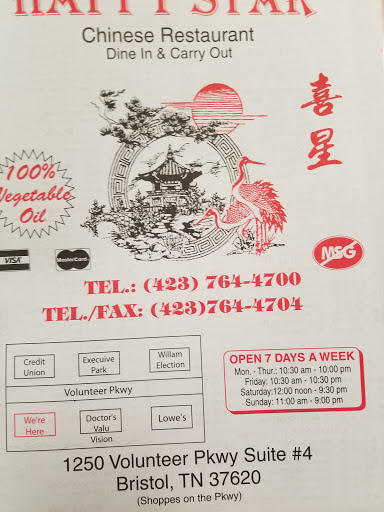 HAPPY STAR
Chinese Restaurant
Dine In & Carry Out
喜
星
100%
Vegetable
Oil
VISA
MasterCard
MSG
TEL.: (423) 764-4700
TEL./FAX: (423)764-4704
Credit
Union
Execuive
Park
Willam
Election
Volunteer Pkwy
We're
Here
Doctor's
Valu
Vision
Lowe's
OPEN 7 DAYS A WEEK
Mon. - Thur.: 10:30 am - 10:00 pm
Friday: 10:30 am - 10:30 pm
Saturday:12:00 noon - 9:30 pm
Sunday: 11:00 am - 9:00 pm
1250 Volunteer Pkwy Suite #4
Bristol, TN 37620
(Shoppes on the Pkwy)